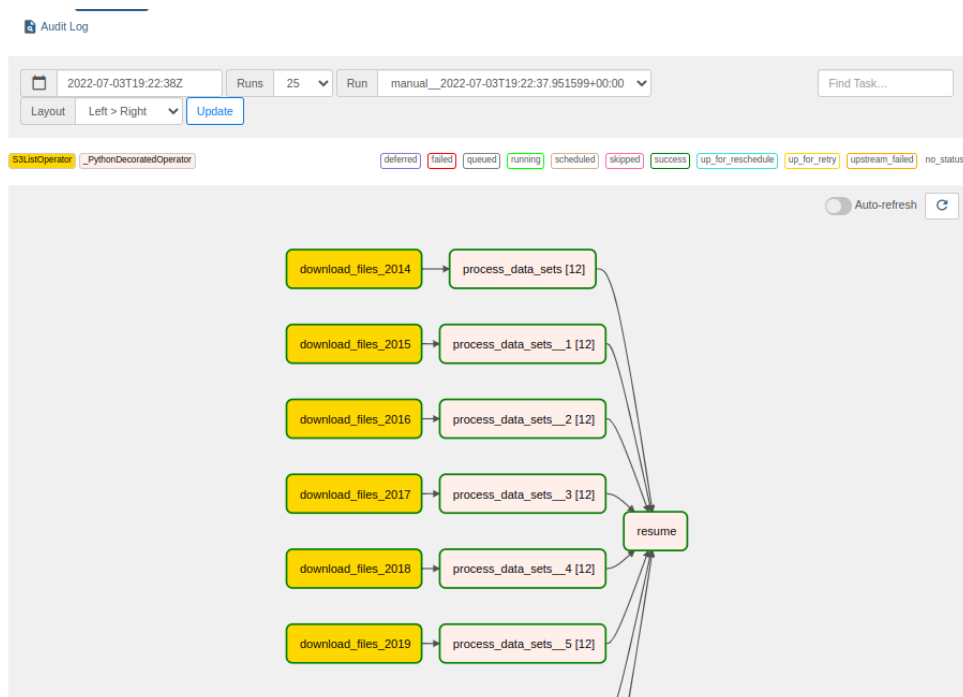 Audit Log
2022-07-03T19:22:38Z Runs 25 Run manual__2022-07-03T19:22:37.951599+00:00 Find Task...
Layout Left > Right Update
S3ListOperator _PythonDecoratedOperator deferred failed queued running scheduled skipped success up_for_reschedule up_for_retry upstream_failed no_status
Auto-refresh
download_files_2014 process_data_sets [12]
download_files_2015 process_data_sets__1 [12]
download_files_2016 process_data_sets__2 [12]
download_files_2017 process_data_sets__3 [12]
resume
download_files_2018 process_data_sets__4 [12]
download_files_2019 process_data_sets__5 [12]